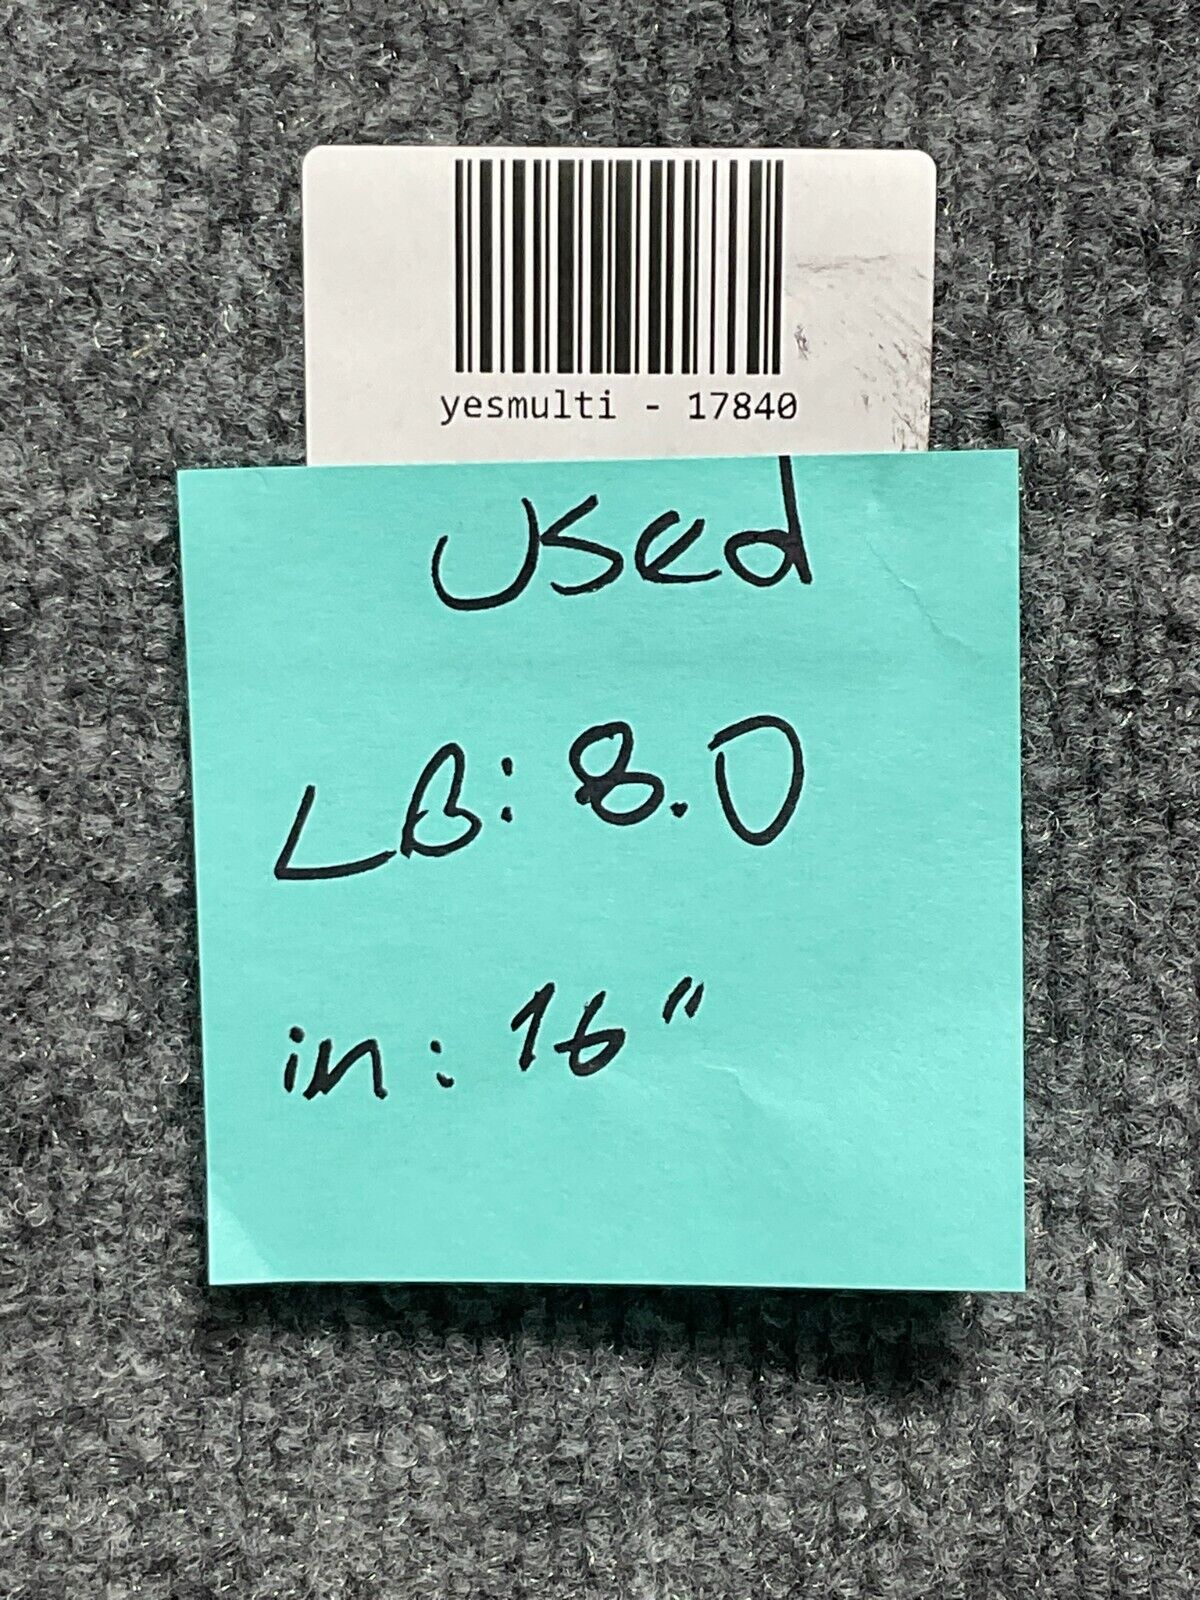 yesmulti - 17840
used
LB: 8.0
in: 16"